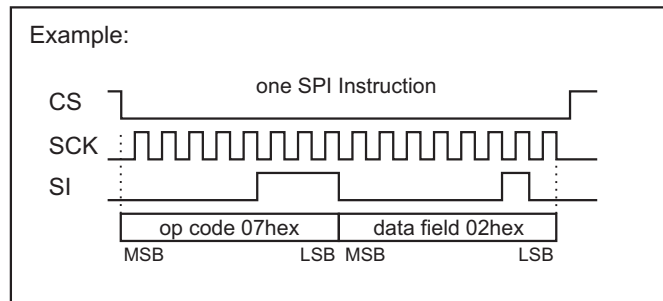 Example:
one SPI Instruction
CS
SCK
SI
op code 07hex data field 02hex
MSB LSB MSB LSB